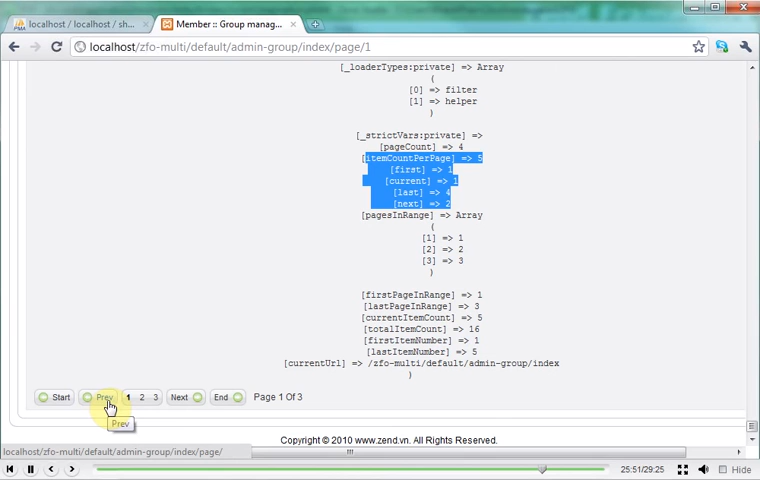 localhost / localhost / sh...
Member :: Group manag...
localhost/zfo-multi/default/admin-group/index/page/1
[_loaderTypes:private] => Array
(
[0] => filter
[1] => helper
)
[_strictVars:private] =>
[pageCount] => 4
[itemCountPerPage] => 5
[first] => 1
[current] => 1
[last] => 4
[next] => 2
[pagesInRange] => Array
(
[1] => 1
[2] => 2
[3] => 3
)
[firstPageInRange] => 1
[lastPageInRange] => 3
[currentItemCount] => 5
[totalItemCount] => 16
[firstItemNumber] => 1
[lastItemNumber] => 5
[currentUrl] => /zfo-multi/default/admin-group/index
)
Start Prev 1 2 3 Next End Page 1 Of 3
Prev
Copyright © 2010 www.zend.vn. All Rights Reserved.
localhost/zfo-multi/default/admin-group/index/page/
25:51/29:25 Hide